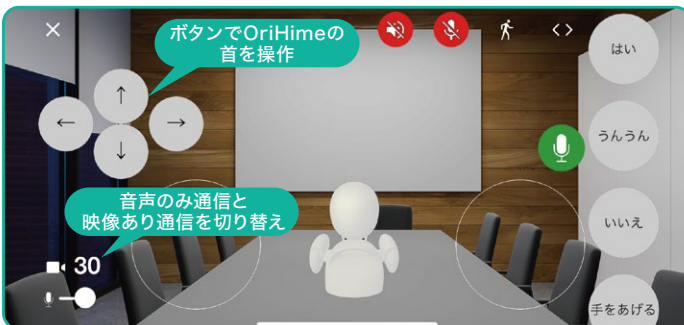 ボタンでOriHimeの
首を操作
はい
うんうん
音声のみ通信と
映像あり通信を切り替え
いいえ
30
手をあげる